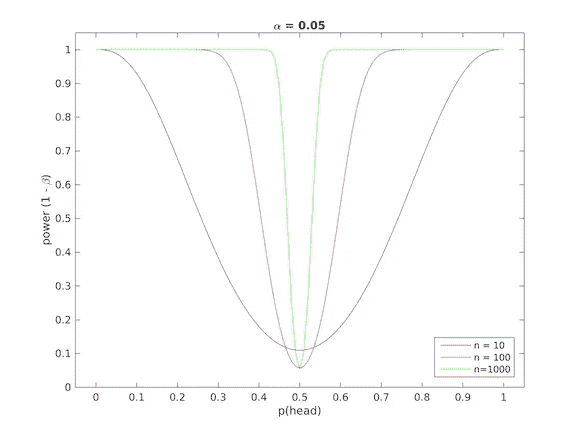 α = 0.05
1
0.9
0.8
0.7
0.6
0.5
0.4
0.3
0.2
0.1
0
power (1 - β)
0 0.1 0.2 0.3 0.4 0.5 0.6 0.7 0.8 0.9 1
p(head)
n = 10
n = 100
n=1000